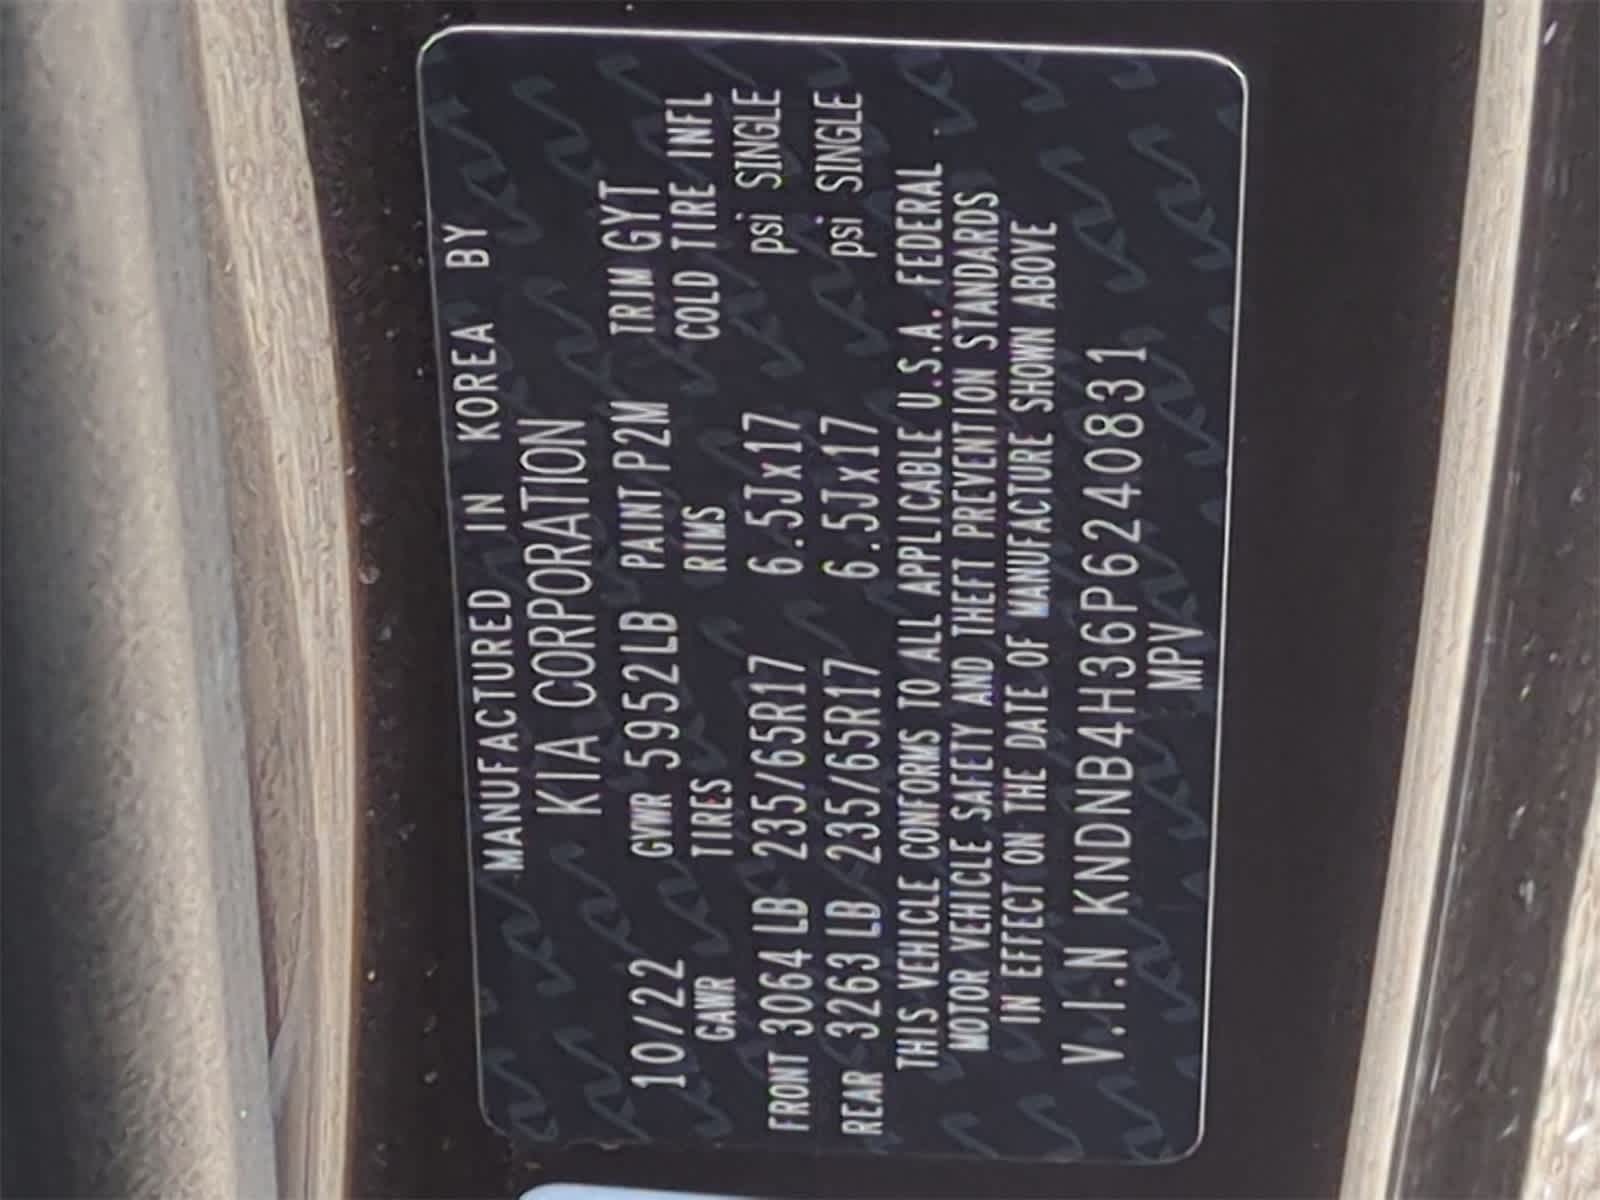 MANUFACTURED IN KOREA BY
KIA CORPORATION
10/22 GVWR 5952LB PAINT P2M TRIM GYT
GAWR TIRES RIMS COLD TIRE INFL
FRONT 3064 LB 235/65R17 6.5Jx17 psi SINGLE
REAR 3263 LB 235/65R17 6.5Jx17 psi SINGLE
THIS VEHICLE CONFORMS TO ALL APPLICABLE U.S.A. FEDERAL
MOTOR VEHICLE SAFETY AND THEFT PREVENTION STANDARDS
IN EFFECT ON THE DATE OF MANUFACTURE SHOWN ABOVE
V.I.N KNDNB4H36P6240831
MPV